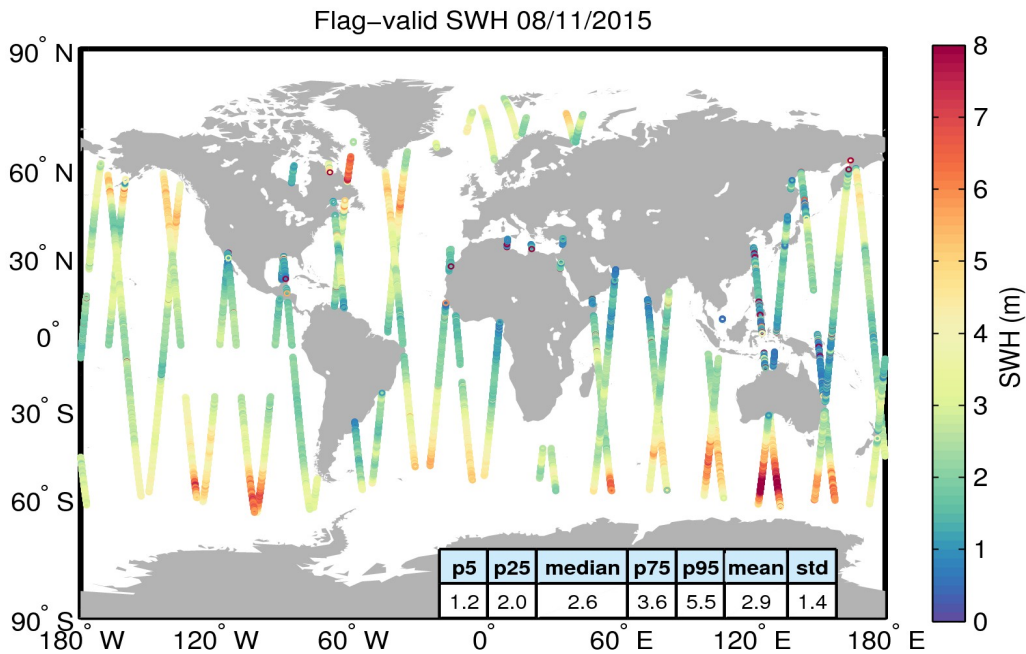 Flag−valid SWH 08/11/2015
90° N
60° N
30° N
0°
30° S
60° S
90° S
180° W
120° W
60° W
0°
60° E
120° E
180° E
p5 p25 median p75 p95 mean std
1.2 2.0 2.6 3.6 5.5 2.9 1.4
8
7
6
5
4
3
2
1
0
SWH (m)